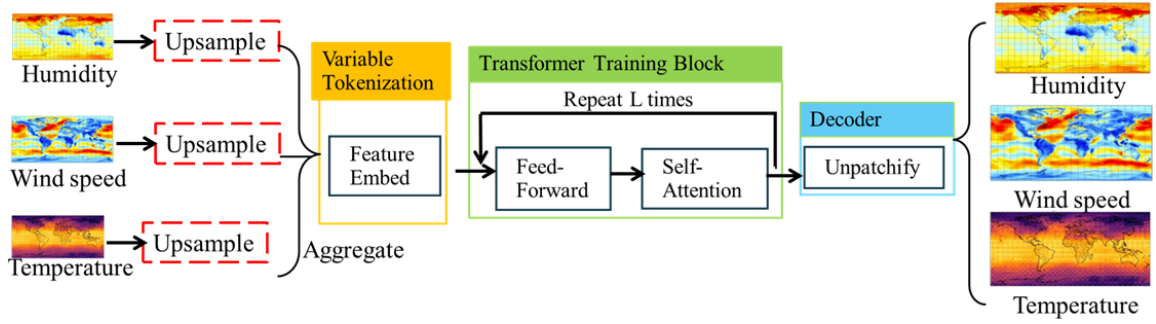 Upsample
Humidity
Upsample
Wind speed
Upsample
Temperature
Aggregate
Variable
Tokenization
Feature
Embed
Transformer Training Block
Repeat L times
Feed-
Forward
Self-
Attention
Decoder
Unpatchify
Humidity
Wind speed
Temperature